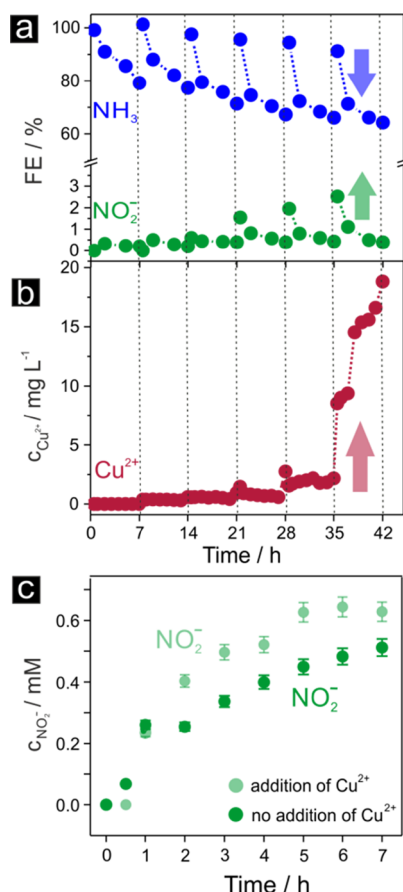 a
100
80
60
3
2
1
0
FE / %
NH₃
NO₂⁻
b
20
15
10
5
0
c Cu²⁺ / mg L⁻¹
Cu²⁺
0 7 14 21 28 35 42
Time / h
c
0.6
0.4
0.2
0.0
c NO₂⁻ / mM
NO₂⁻
NO₂⁻
addition of Cu²⁺
no addition of Cu²⁺
0 1 2 3 4 5 6 7
Time / h